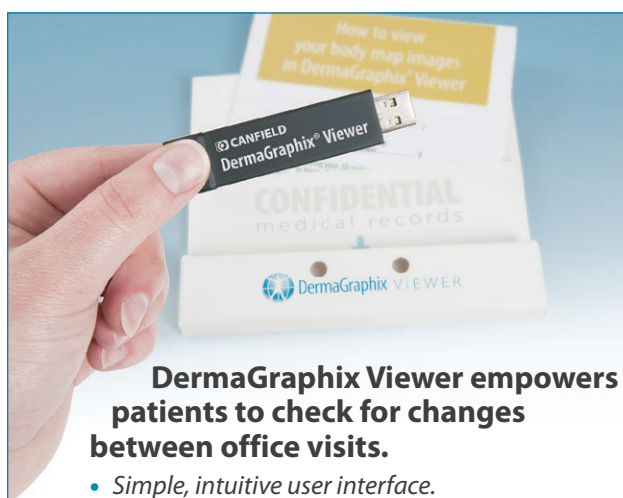 How to view
your body map images
in DermaGraphix® Viewer
CANFIELD
DermaGraphix® Viewer
CONFIDENTIAL
medical records
DermaGraphix VIEWER
DermaGraphix Viewer empowers
patients to check for changes
between office visits.
• Simple, intuitive user interface.